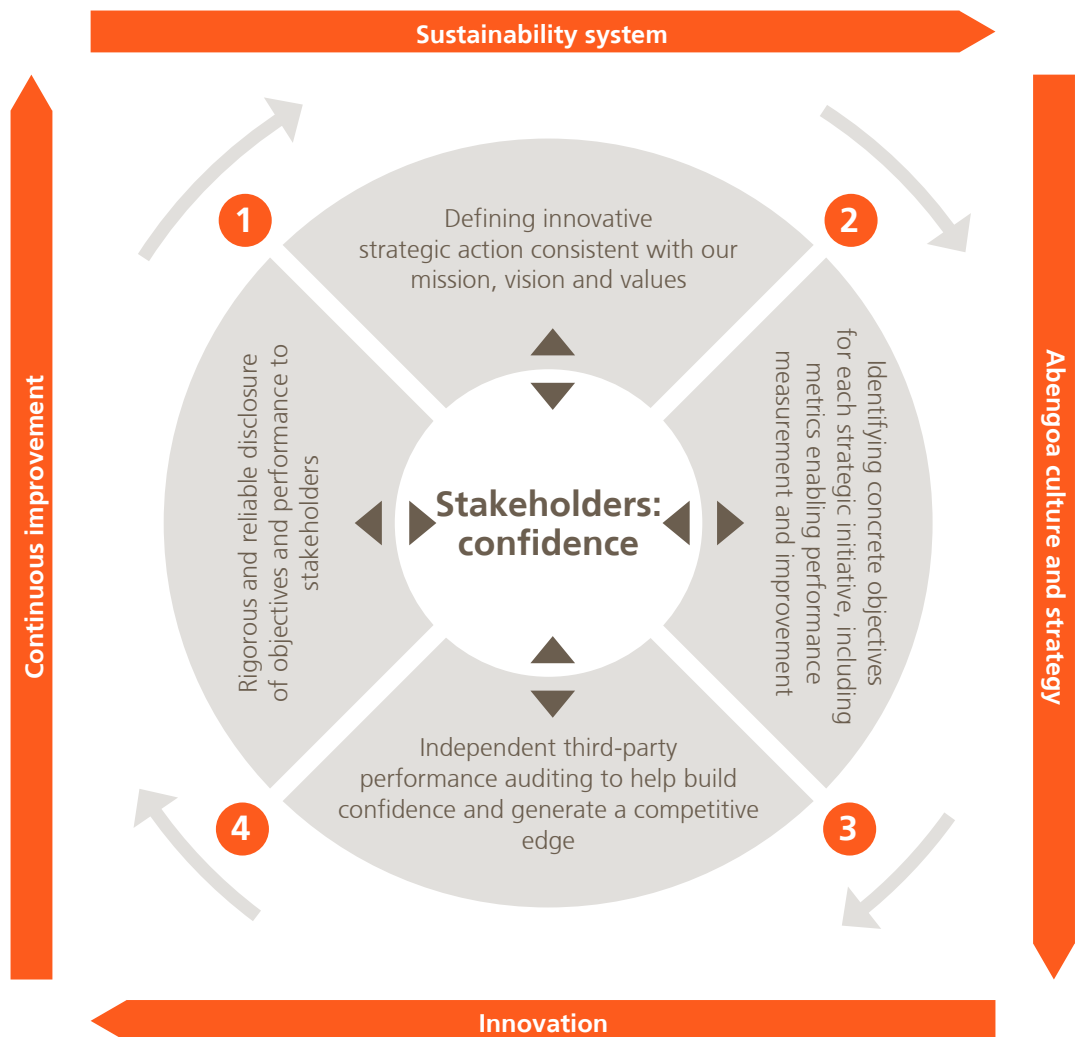 Sustainability system
1
Defining innovative
strategic action consistent with our
mission, vision and values
2
Identifying concrete objectives
for each strategic initiative, including
metrics enabling performance
measurement and improvement
Abengoa culture and strategy
3
Independent third-party
performance auditing to help build
confidence and generate a competitive
edge
4
Rigorous and reliable disclosure
of objectives and performance to
stakeholders
Stakeholders:
confidence
Continuous improvement
Innovation